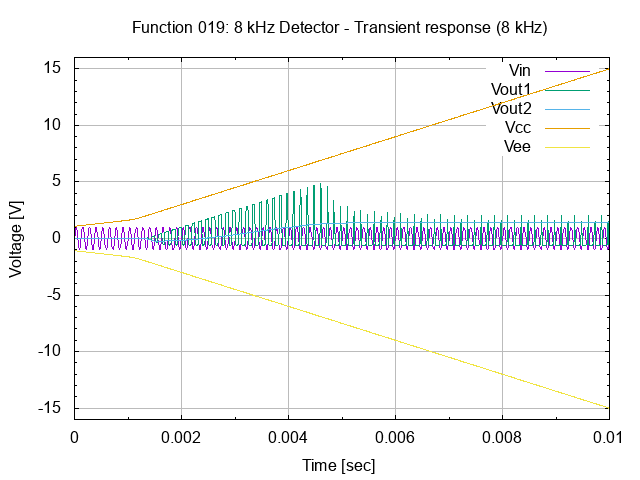 Function 019: 8 kHz Detector - Transient response (8 kHz)
Vin
Vout1
Vout2
Vcc
Vee
15
10
5
0
-5
-10
-15
Voltage [V]
0 0.002 0.004 0.006 0.008 0.01
Time [sec]